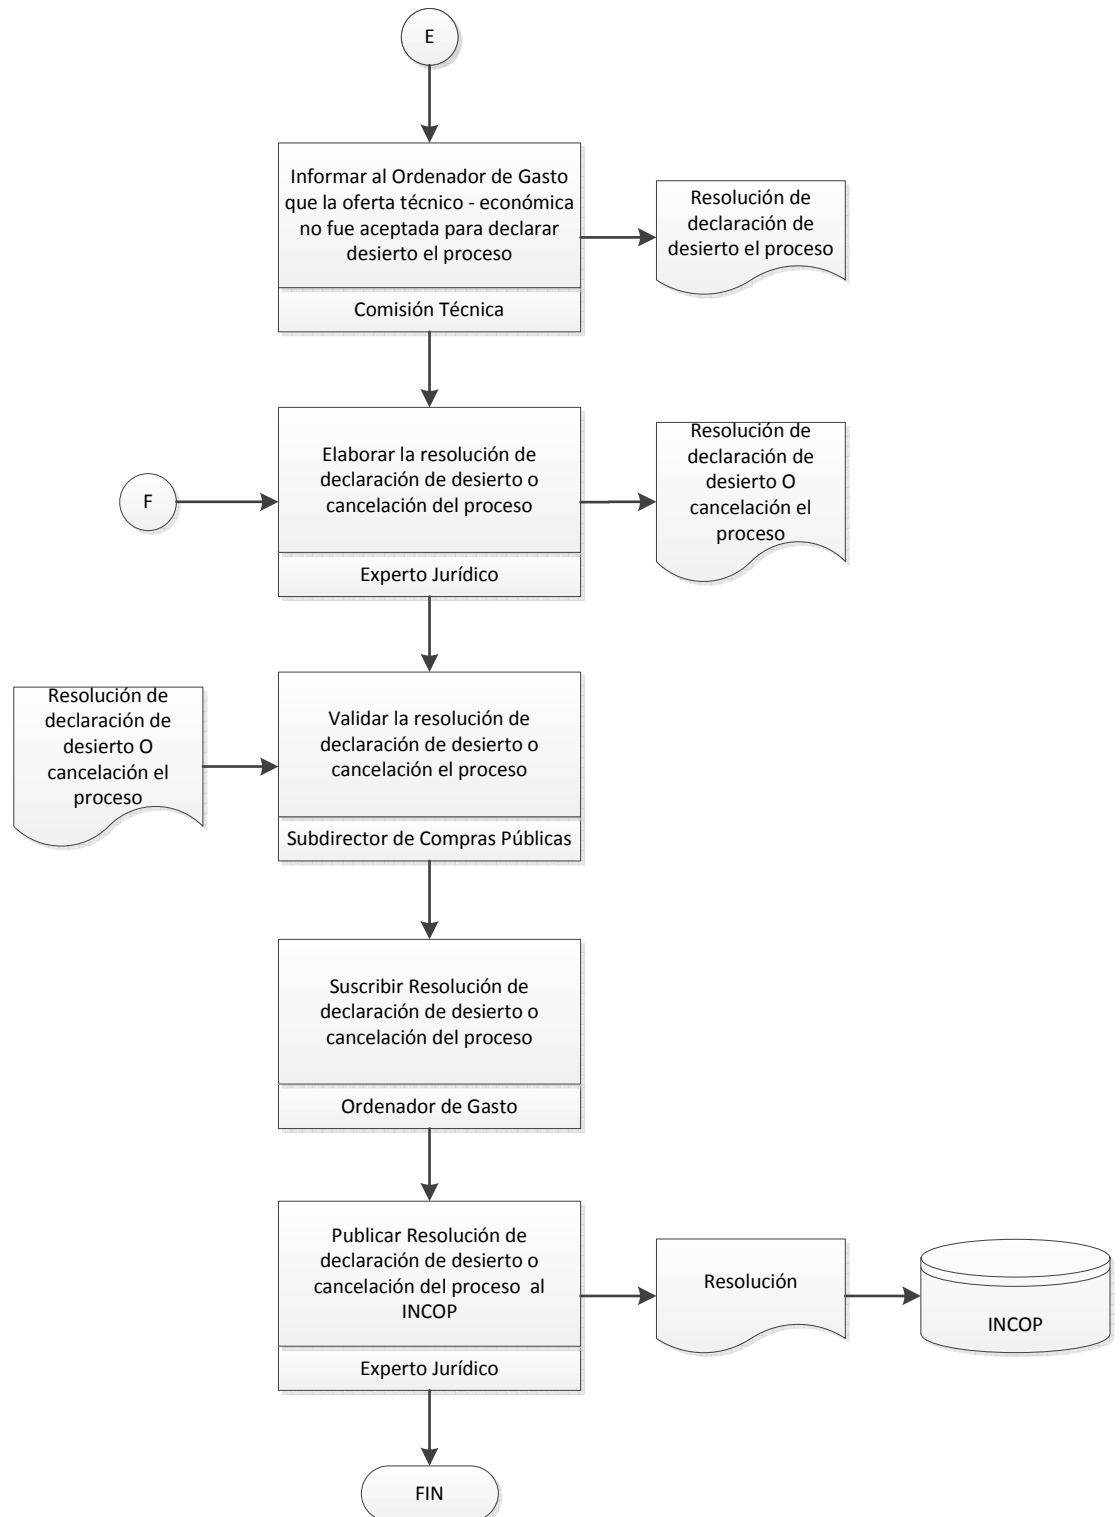 E
Informar al Ordenador de Gasto
que la oferta técnico - económica
no fue aceptada para declarar
desierto el proceso
Comisión Técnica
Resolución de
declaración de
desierto el proceso
F
Elaborar la resolución de
declaración de desierto o
cancelación del proceso
Experto Jurídico
Resolución de
declaración de
desierto O
cancelación el
proceso
Resolución de
declaración de
desierto O
cancelación el
proceso
Validar la resolución de
declaración de desierto o
cancelación el proceso
Subdirector de Compras Públicas
Suscribir Resolución de
declaración de desierto o
cancelación del proceso
Ordenador de Gasto
Publicar Resolución de
declaración de desierto o
cancelación del proceso al
INCOP
Experto Jurídico
Resolución
INCOP
FIN